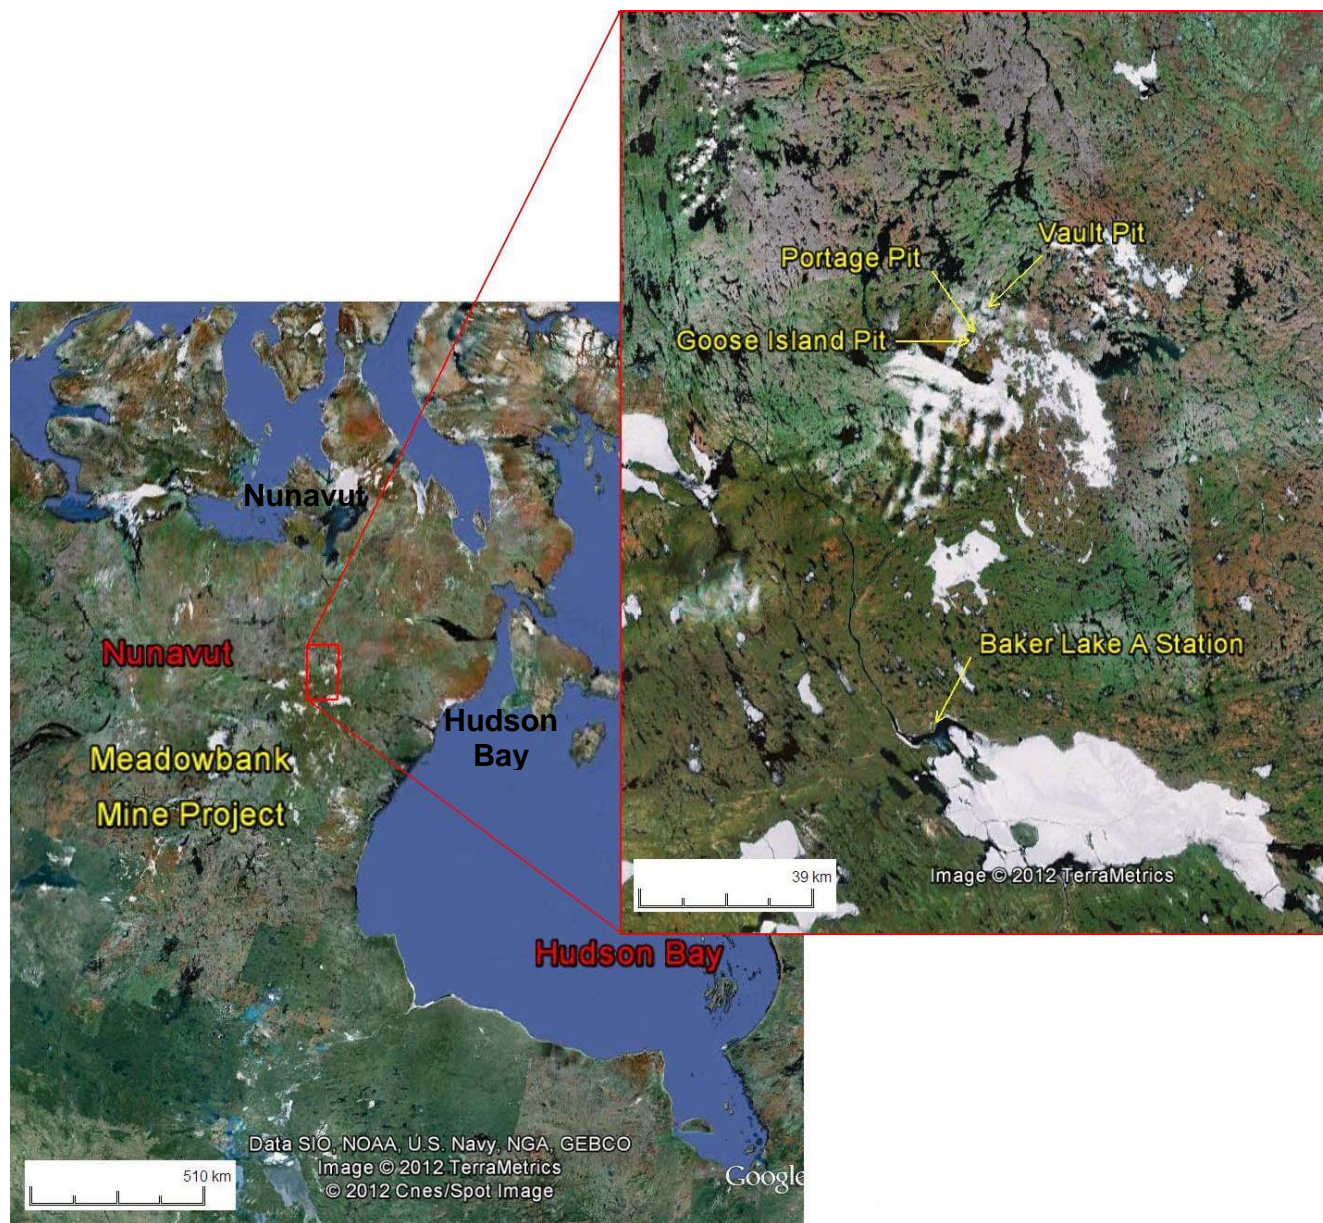 Vault Pit
Portage Pit
Goose Island Pit
Baker Lake A Station
39 km
Image © 2012 TerraMetrics
Nunavut
Nunavut
Hudson
Bay
Meadowbank
Mine Project
Hudson Bay
Data SIO, NOAA, U.S. Navy, NGA, GEBCO
Image © 2012 TerraMetrics
© 2012 Cnes/Spot Image
510 km
Google